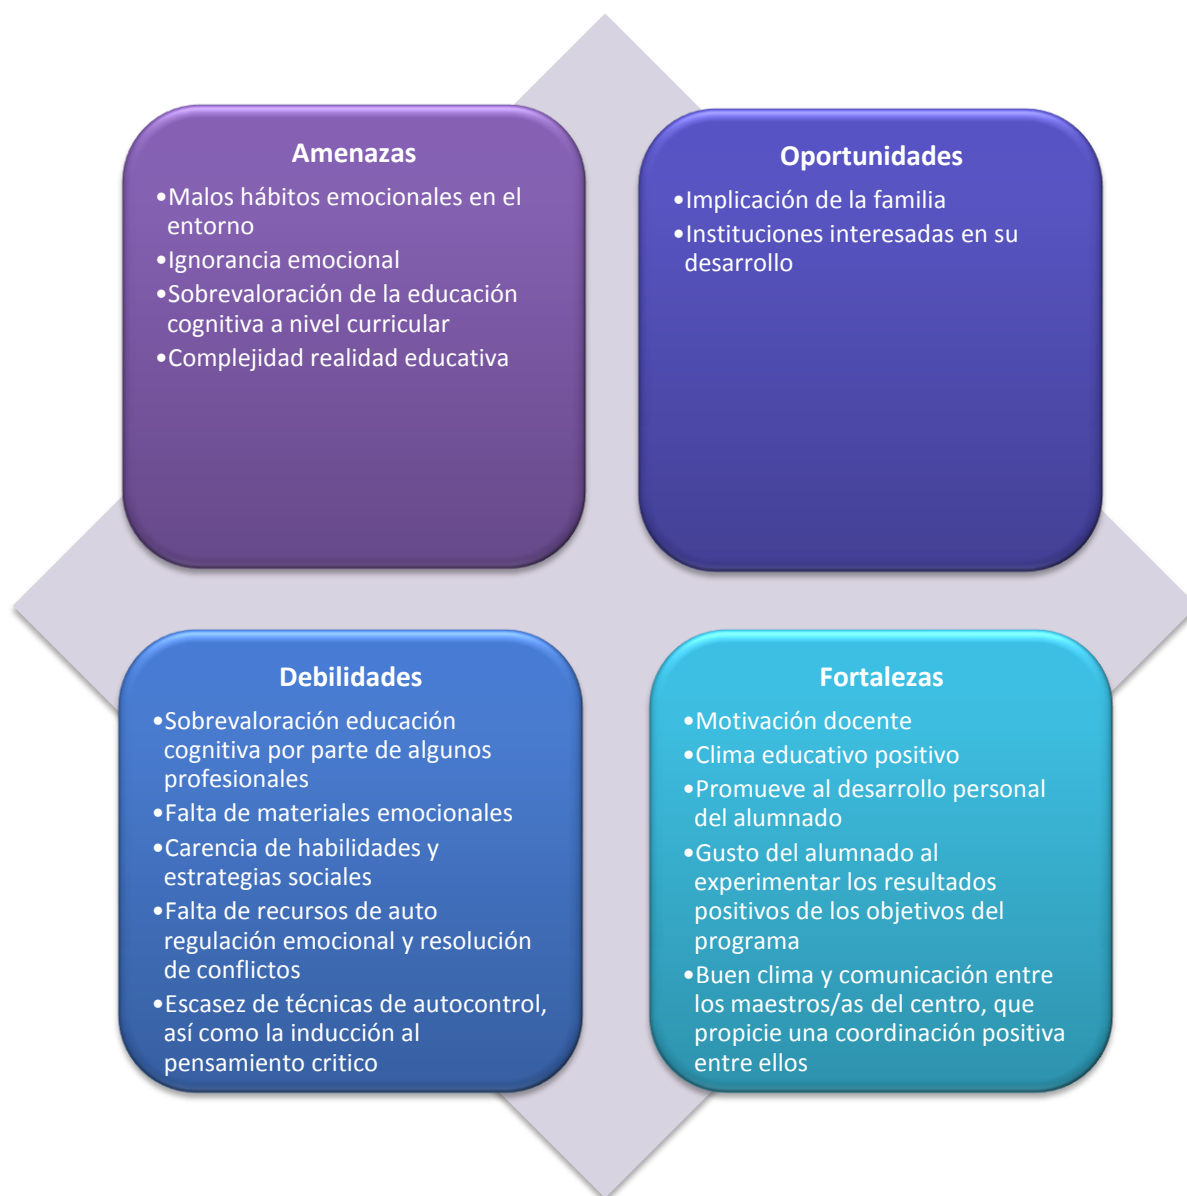 Amenazas
•Malos hábitos emocionales en el
entorno
•Ignorancia emocional
•Sobrevaloración de la educación
cognitiva a nivel curricular
•Complejidad realidad educativa
Oportunidades
•Implicación de la familia
•Instituciones interesadas en su
desarrollo
Debilidades
•Sobrevaloración educación
cognitiva por parte de algunos
profesionales
•Falta de materiales emocionales
•Carencia de habilidades y
estrategias sociales
•Falta de recursos de auto
regulación emocional y resolución
de conflictos
•Escasez de técnicas de autocontrol,
así como la inducción al
pensamiento critico
Fortalezas
•Motivación docente
•Clima educativo positivo
•Promueve al desarrollo personal
del alumnado
•Gusto del alumnado al
experimentar los resultados
positivos de los objetivos del
programa
•Buen clima y comunicación entre
los maestros/as del centro, que
propicie una coordinación positiva
entre ellos